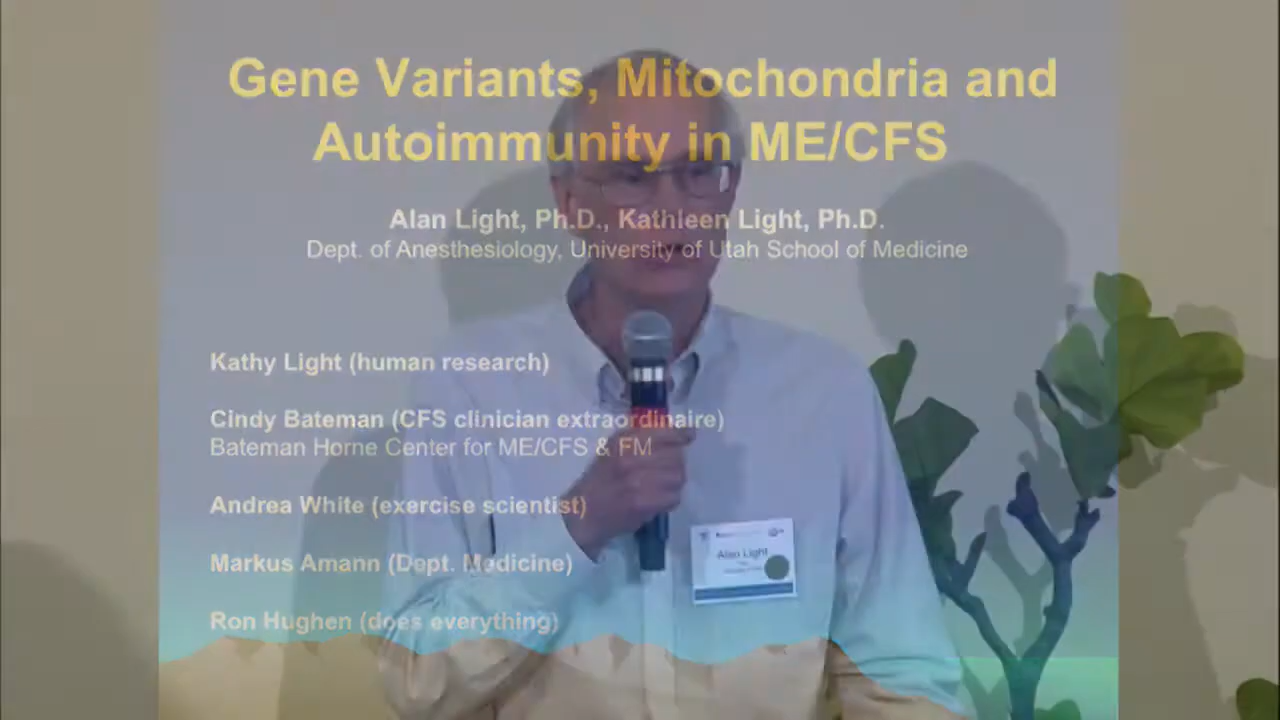 Gene Variants, Mitochondria and
Autoimmunity in ME/CFS
Alan Light, Ph.D., Kathleen Light, Ph.D.
Dept. of Anesthesiology, University of Utah School of Medicine
Kathy Light (human research)
Cindy Bateman (CFS clinician extraordinaire)
Bateman Horne Center for ME/CFS & FM
Andrea White (exercise scientist)
Markus Amann (Dept. Medicine)
Ron Hughen (does everything)
Alan Light